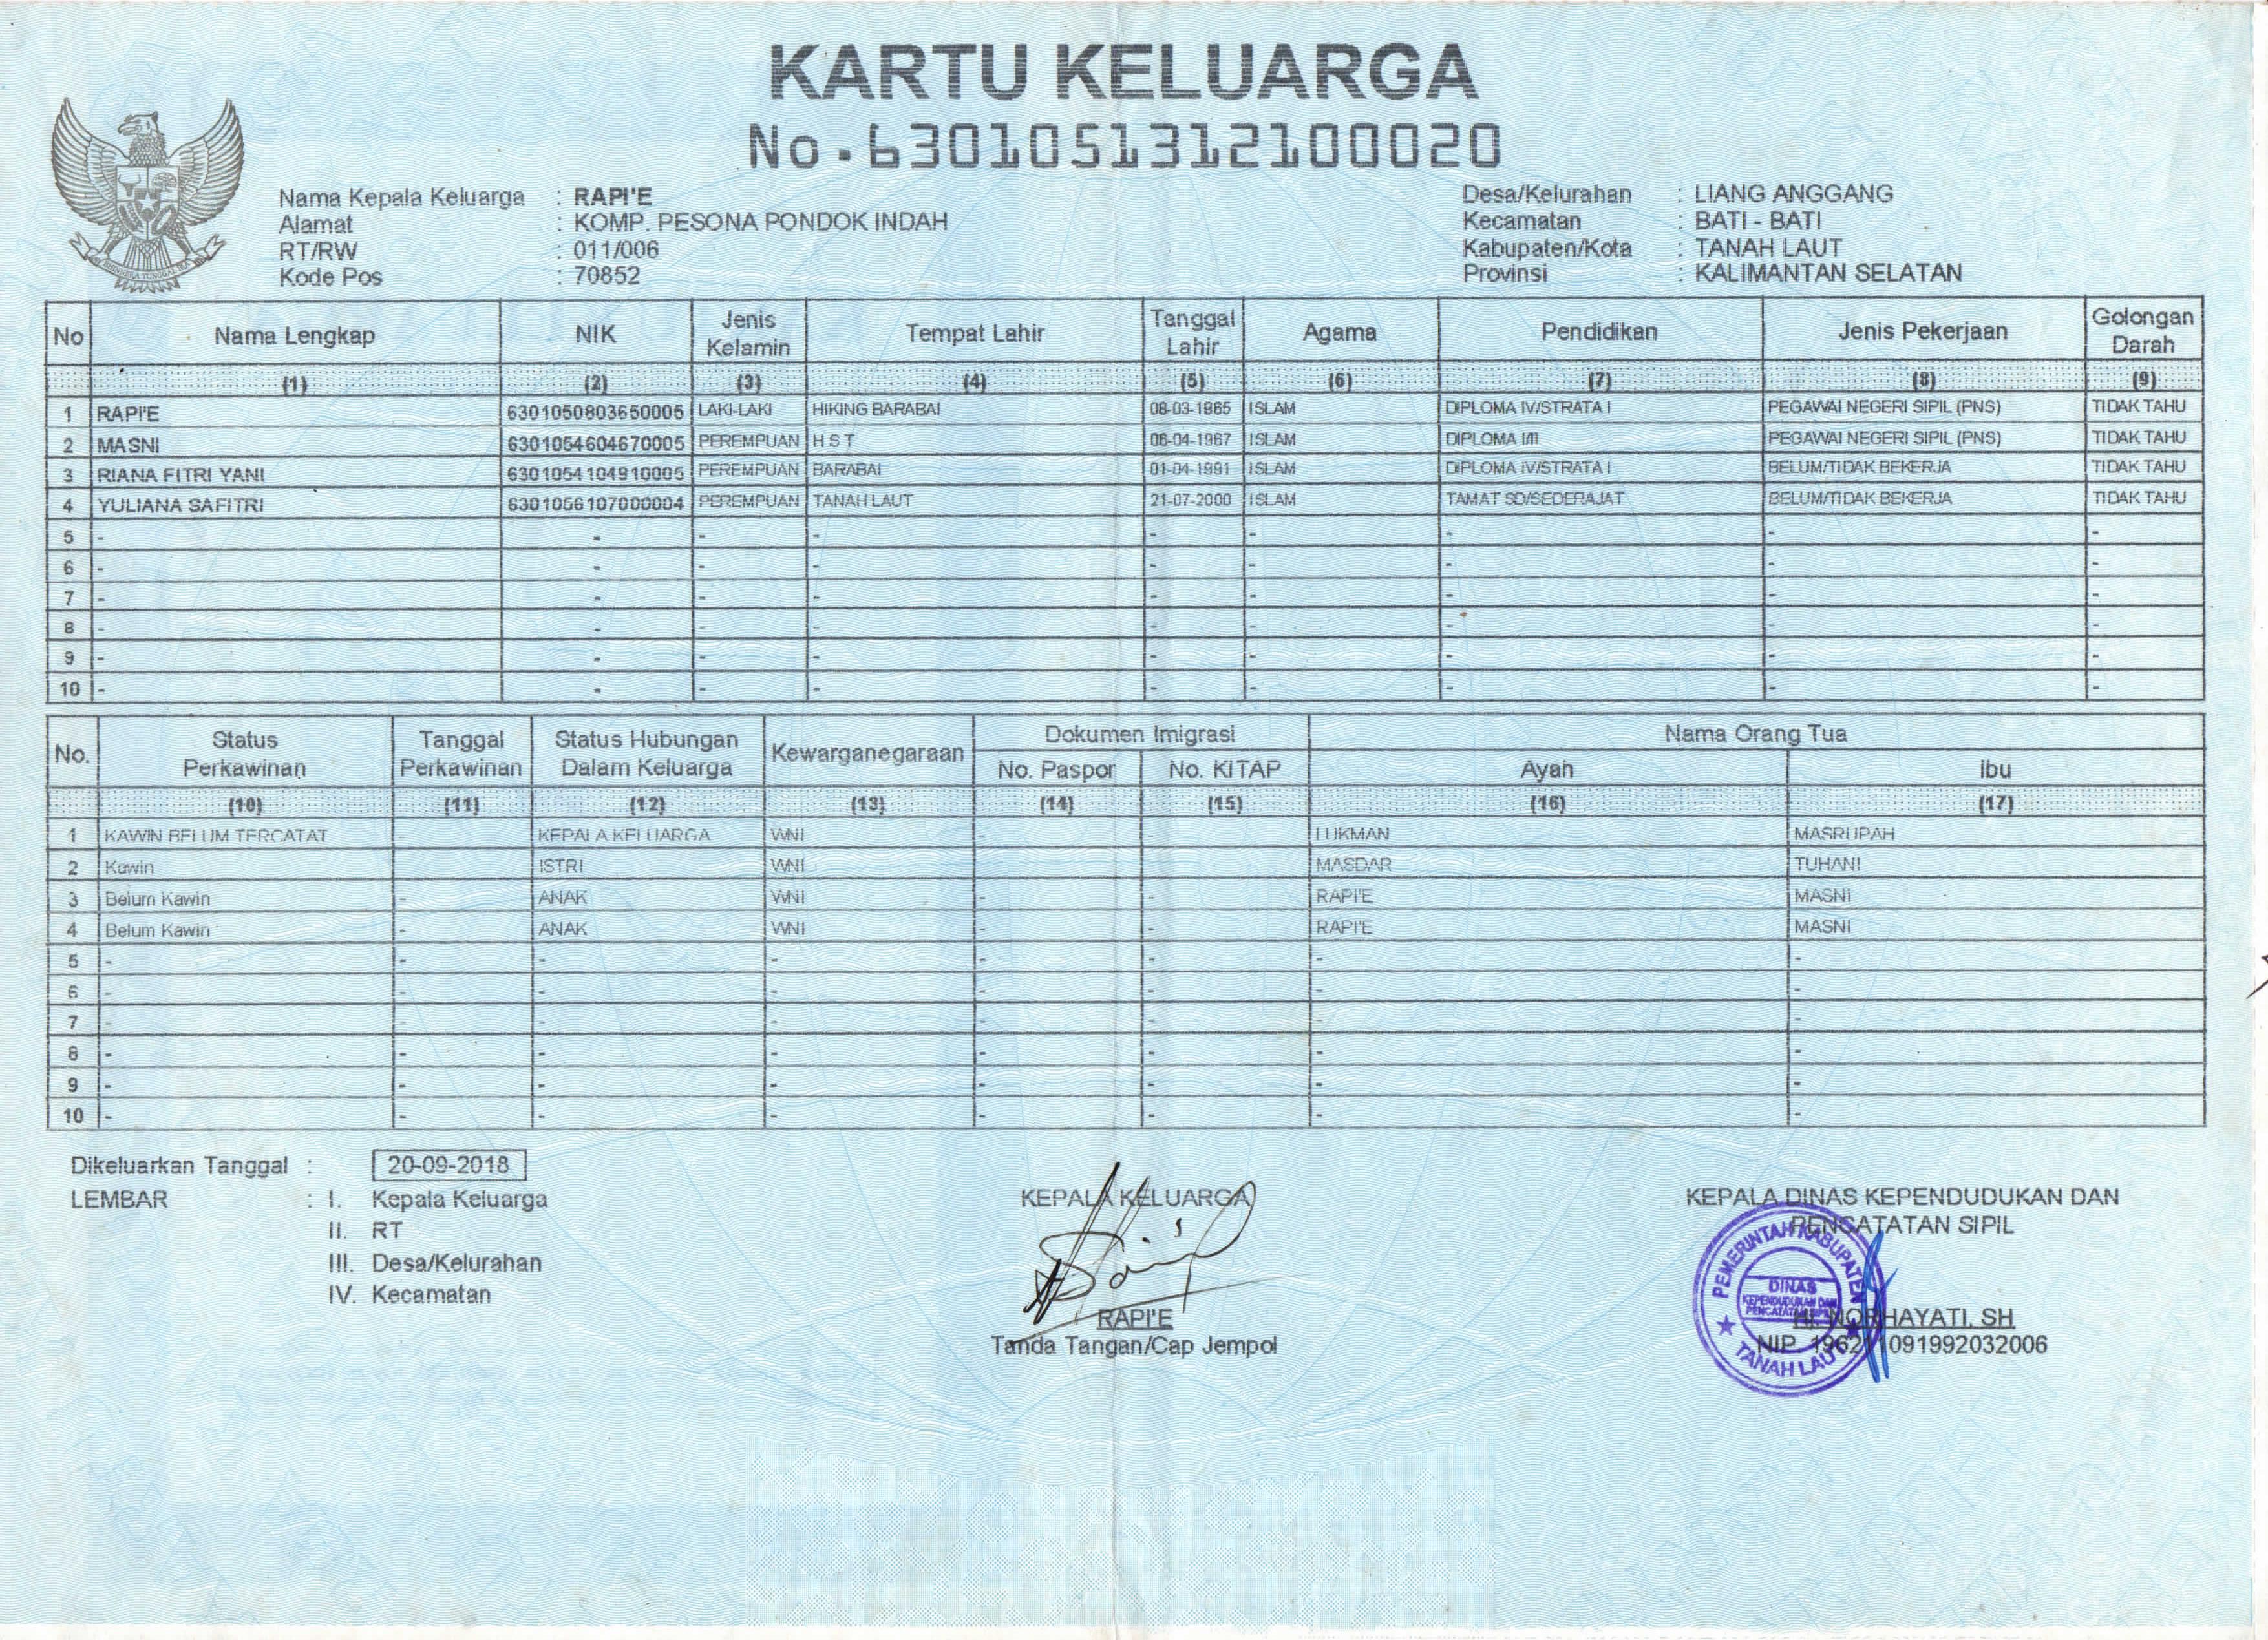 KARTU KELUARGA
No. 6301051312100020
Nama Kepala Keluarga : RAPI'E
Alamat : KOMP. PESONA PONDOK INDAH
RT/RW : 011/006
Kode Pos : 70852
Desa/Kelurahan : LIANG ANGGANG
Kecamatan : BATI - BATI
Kabupaten/Kota : TANAH LAUT
Provinsi : KALIMANTAN SELATAN
No Nama Lengkap NIK Jenis Kelamin Tempat Lahir Tanggal Lahir Agama Pendidikan Jenis Pekerjaan Golongan Darah
(1) (2) (3) (4) (5) (6) (7) (8) (9)
1 RAPI'E 6301050803650005 LAKI-LAKI HIKING BARABAI 08-03-1965 ISLAM DIPLOMA IV/STRATA I PEGAWAI NEGERI SIPIL (PNS) TIDAK TAHU
2 MASNI 6301054604670005 PEREMPUAN H S T 06-04-1967 ISLAM DIPLOMA I/II PEGAWAI NEGERI SIPIL (PNS) TIDAK TAHU
3 RIANA FITRI YANI 6301054104910005 PEREMPUAN BARABAI 01-04-1991 ISLAM DIPLOMA IV/STRATA I BELUM/TIDAK BEKERJA TIDAK TAHU
4 YULIANA SAFITRI 6301056107000004 PEREMPUAN TANAH LAUT 21-07-2000 ISLAM TAMAT SD/SEDERAJAT BELUM/TIDAK BEKERJA TIDAK TAHU
5 - - - - - - - - -
6 - - - - - - - - -
7 - - - - - - - - -
8 - - - - - - - - -
9 - - - - - - - - -
10 - - - - - - - - -
No. Status Perkawinan Tanggal Perkawinan Status Hubungan Dalam Keluarga Kewarganegaraan Dokumen Imigrasi Nama Orang Tua
No. Paspor No. KITAP Ayah Ibu
(10) (11) (12) (13) (14) (15) (16) (17)
1 KAWIN BELUM TERCATAT - KEPALA KELUARGA WNI - - LUKMAN MASRUPAH
2 Kawin ISTRI WNI MASDAR TUHANI
3 Belum Kawin - ANAK WNI - - RAPI'E MASNI
4 Belum Kawin - ANAK WNI - - RAPI'E MASNI
5 - - - - - - - -
6 - - - - - - - -
7 - - - - - - - -
8 - - - - - - - -
9 - - - - - - - -
10 - - - - - - - -
Dikeluarkan Tanggal : 20-09-2018
LEMBAR : I. Kepala Keluarga
II. RT
III. Desa/Kelurahan
IV. Kecamatan
KEPALA KELUARGA
RAPI'E
Tanda Tangan/Cap Jempol
KEPALA DINAS KEPENDUDUKAN DAN
PENCATATAN SIPIL
PEMERINTAH KABUPATEN
DINAS
KEPENDUDUKAN DAN
PENCATATAN SIPIL
TANAH LAUT
NORHAYATI, SH
NIP. 196211091992032006